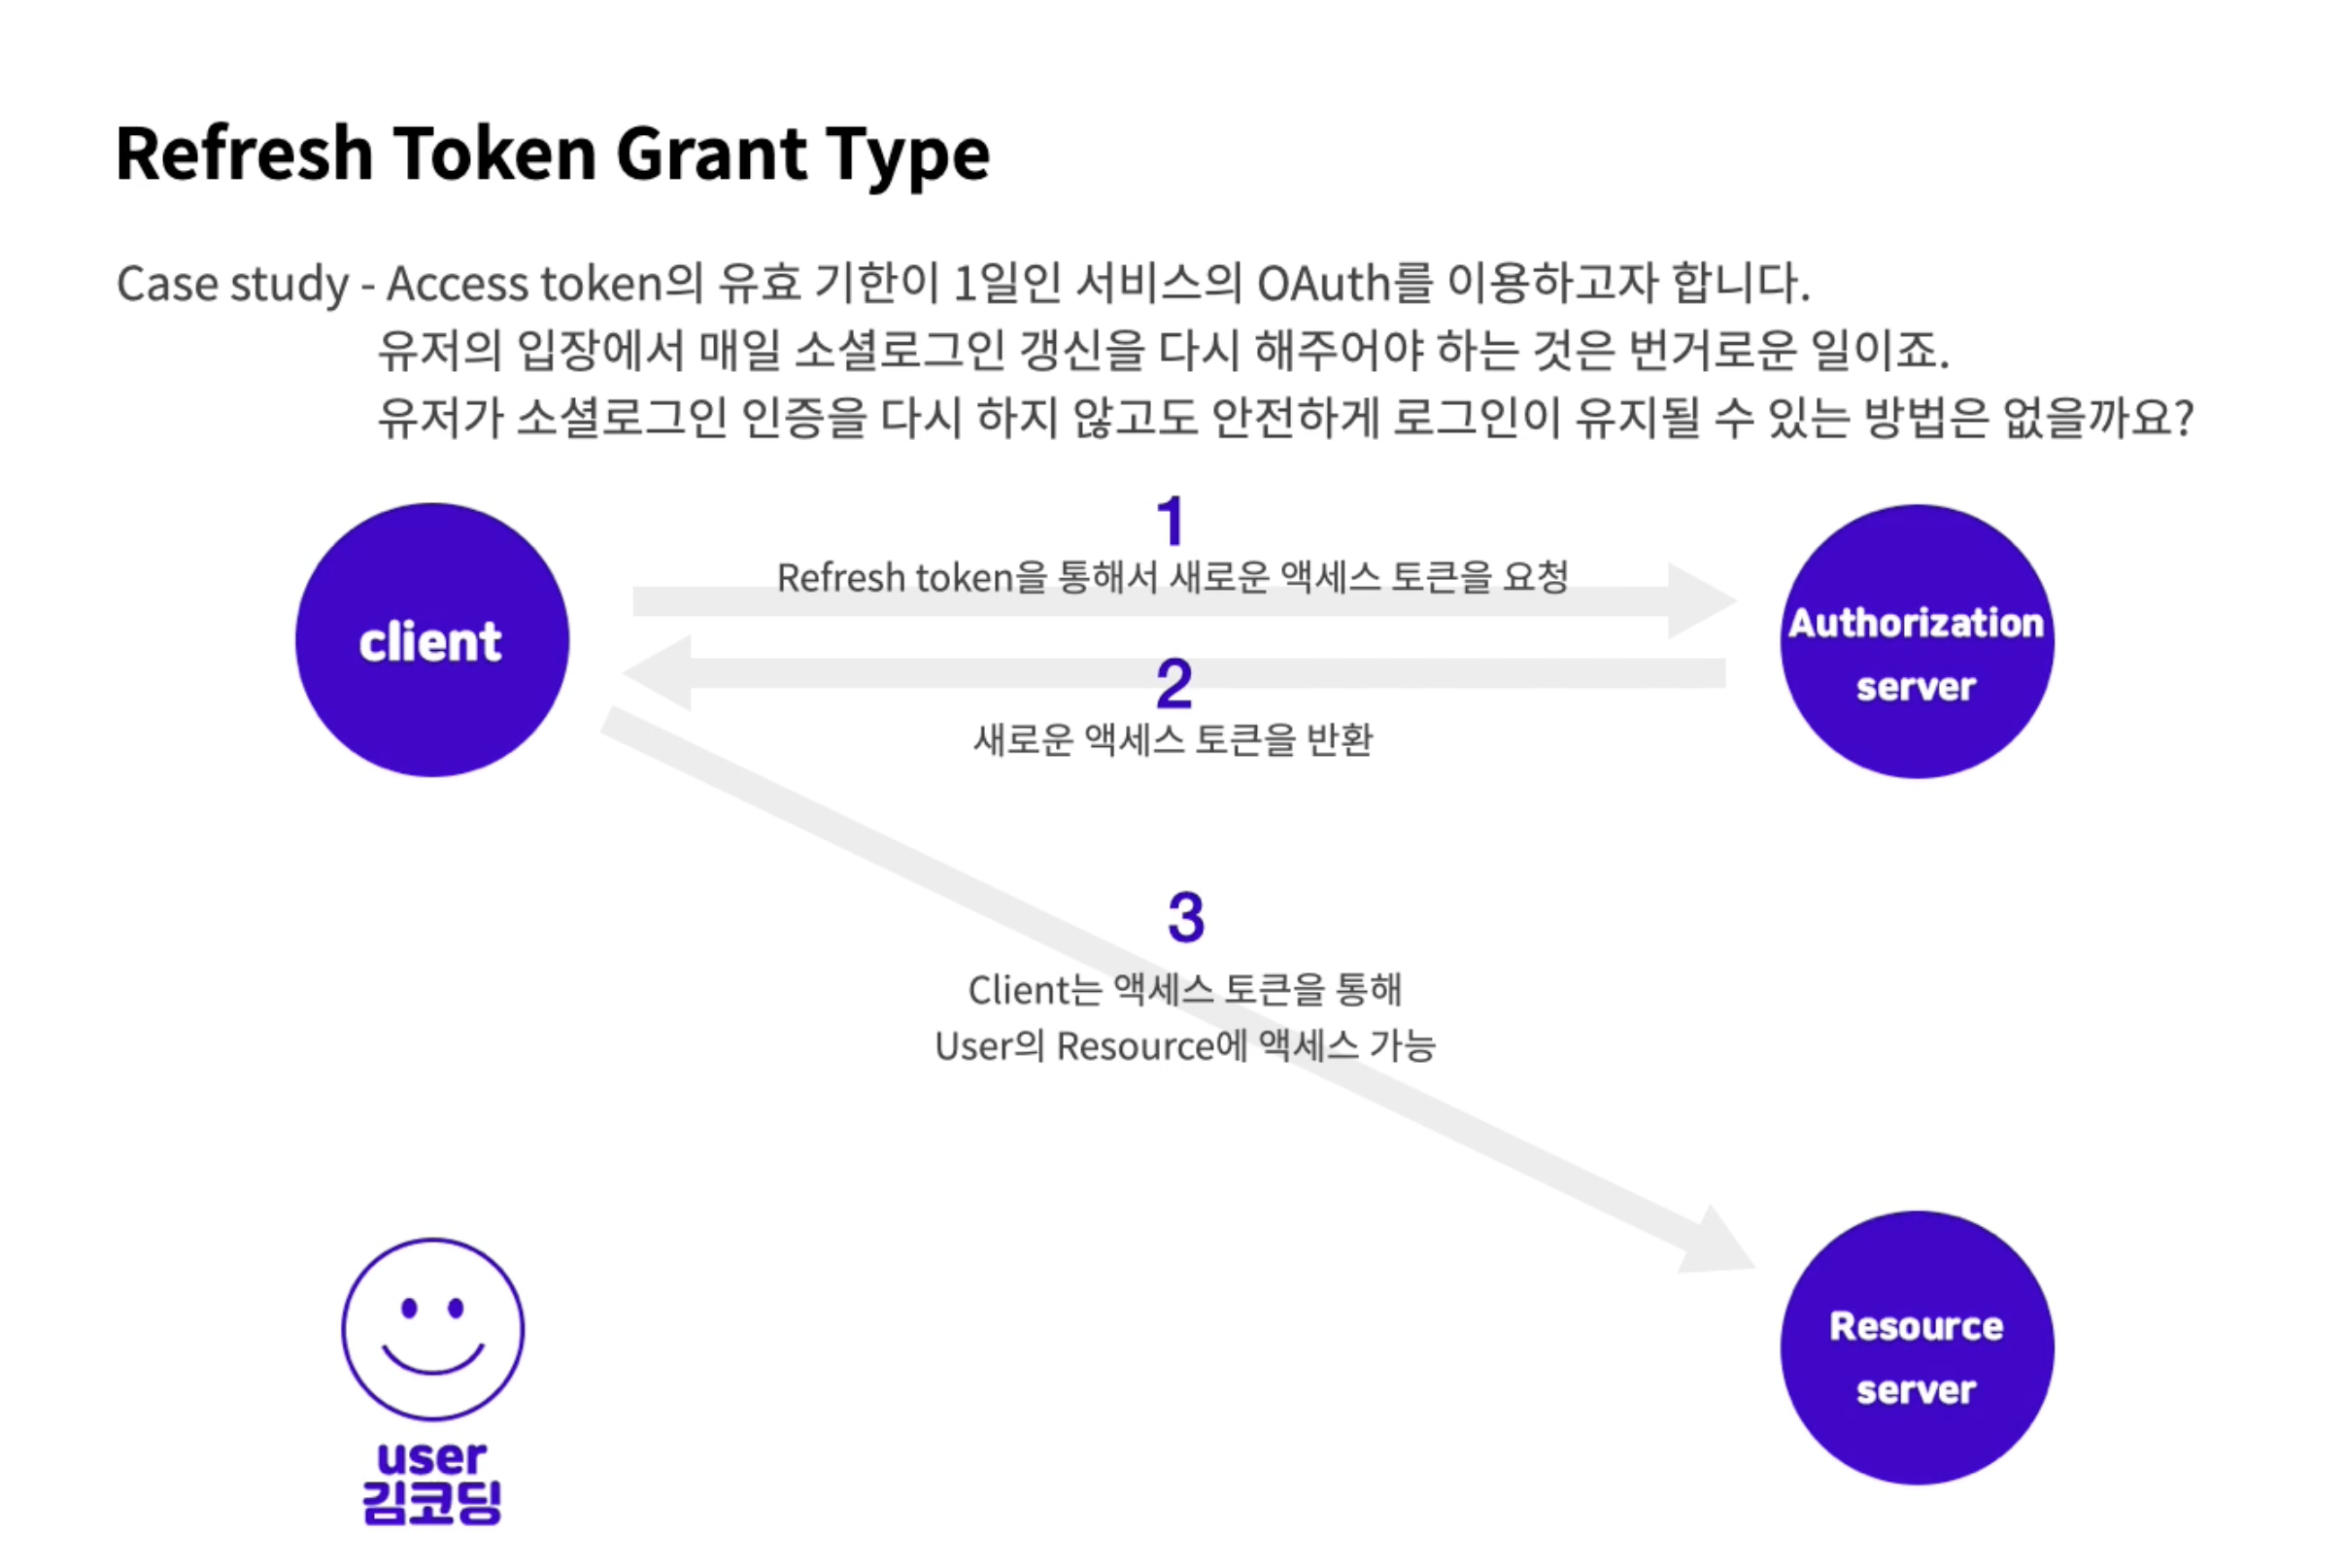 Refresh Token Grant Type
Case study - Access token의 유효 기한이 1일인 서비스의 OAuth를 이용하고자 합니다.
유저의 입장에서 매일 소셜로그인 갱신을 다시 해주어야 하는 것은 번거로운 일이죠.
유저가 소셜로그인 인증을 다시 하지 않고도 안전하게 로그인이 유지될 수 있는 방법은 없을까요?
1
Refresh token을 통해서 새로운 액세스 토큰을 요청
client
Authorization
server
2
새로운 액세스 토큰을 반환
3
Client는 액세스 토큰을 통해
User의 Resource에 액세스 가능
Resource
server
user
김코딩